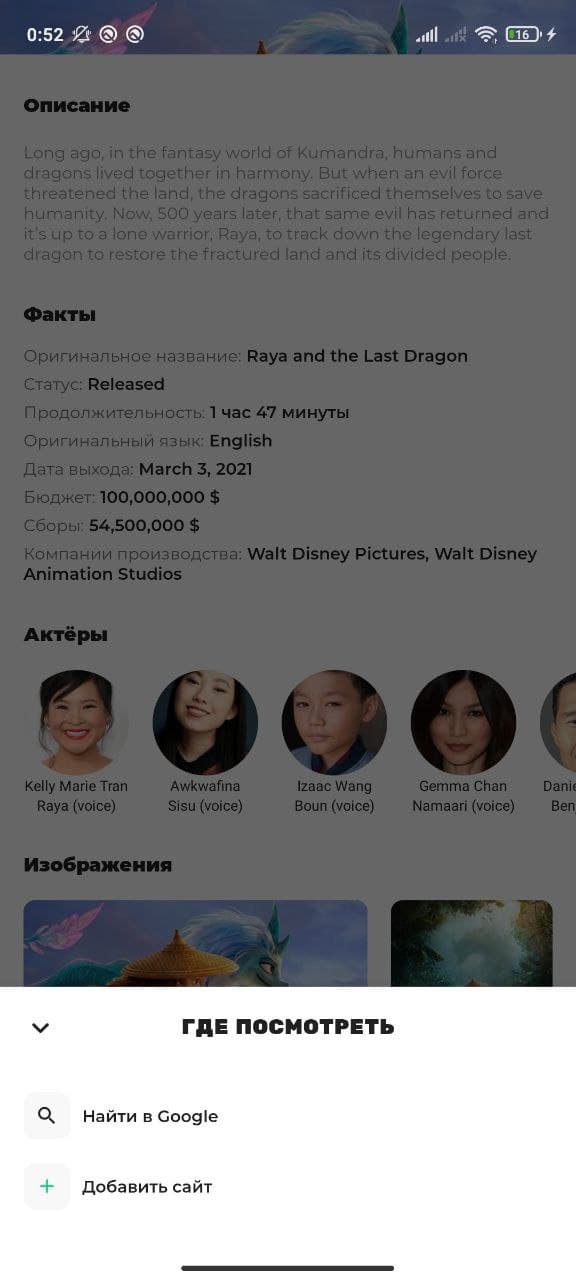 0:52
16
Описание
Long ago, in the fantasy world of Kumandra, humans and
dragons lived together in harmony. But when an evil force
threatened the land, the dragons sacrificed themselves to save
humanity. Now, 500 years later, that same evil has returned and
it's up to a lone warrior, Raya, to track down the legendary last
dragon to restore the fractured land and its divided people.
Факты
Оригинальное название: Raya and the Last Dragon
Статус: Released
Продолжительность: 1 час 47 минуты
Оригинальный язык: English
Дата выхода: March 3, 2021
Бюджет: 100,000,000 $
Сборы: 54,500,000 $
Компании производства: Walt Disney Pictures, Walt Disney
Animation Studios
Актёры
Kelly Marie Tran Awkwafina Izaac Wang Gemma Chan Danie
Raya (voice) Sisu (voice) Boun (voice) Namaari (voice) Ben
Изображения
ГДЕ ПОСМОТРЕТЬ
Найти в Google
Добавить сайт